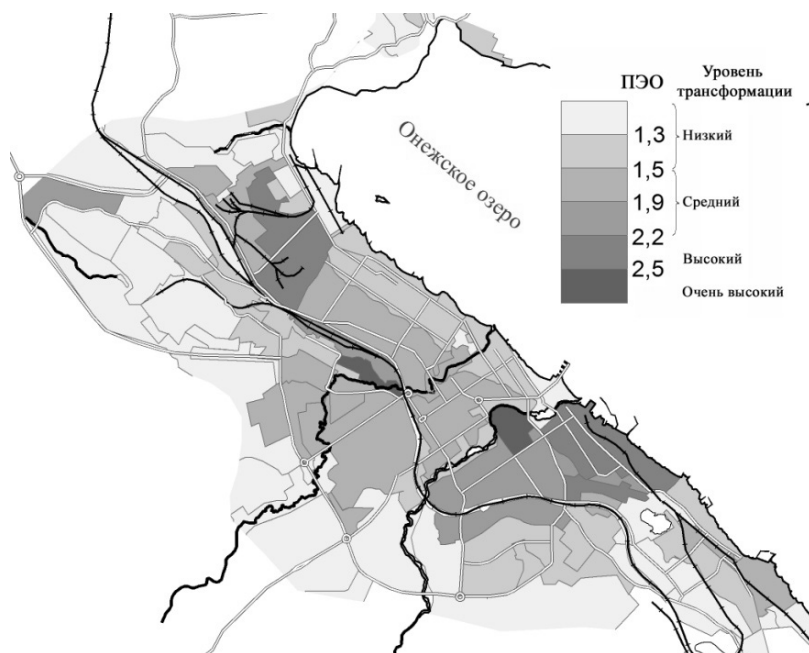 Онежское озеро
ПЭО
Уровень
трансформации
1,3
Низкий
1,5
1,9
Средний
2,2
Высокий
2,5
Очень высокий